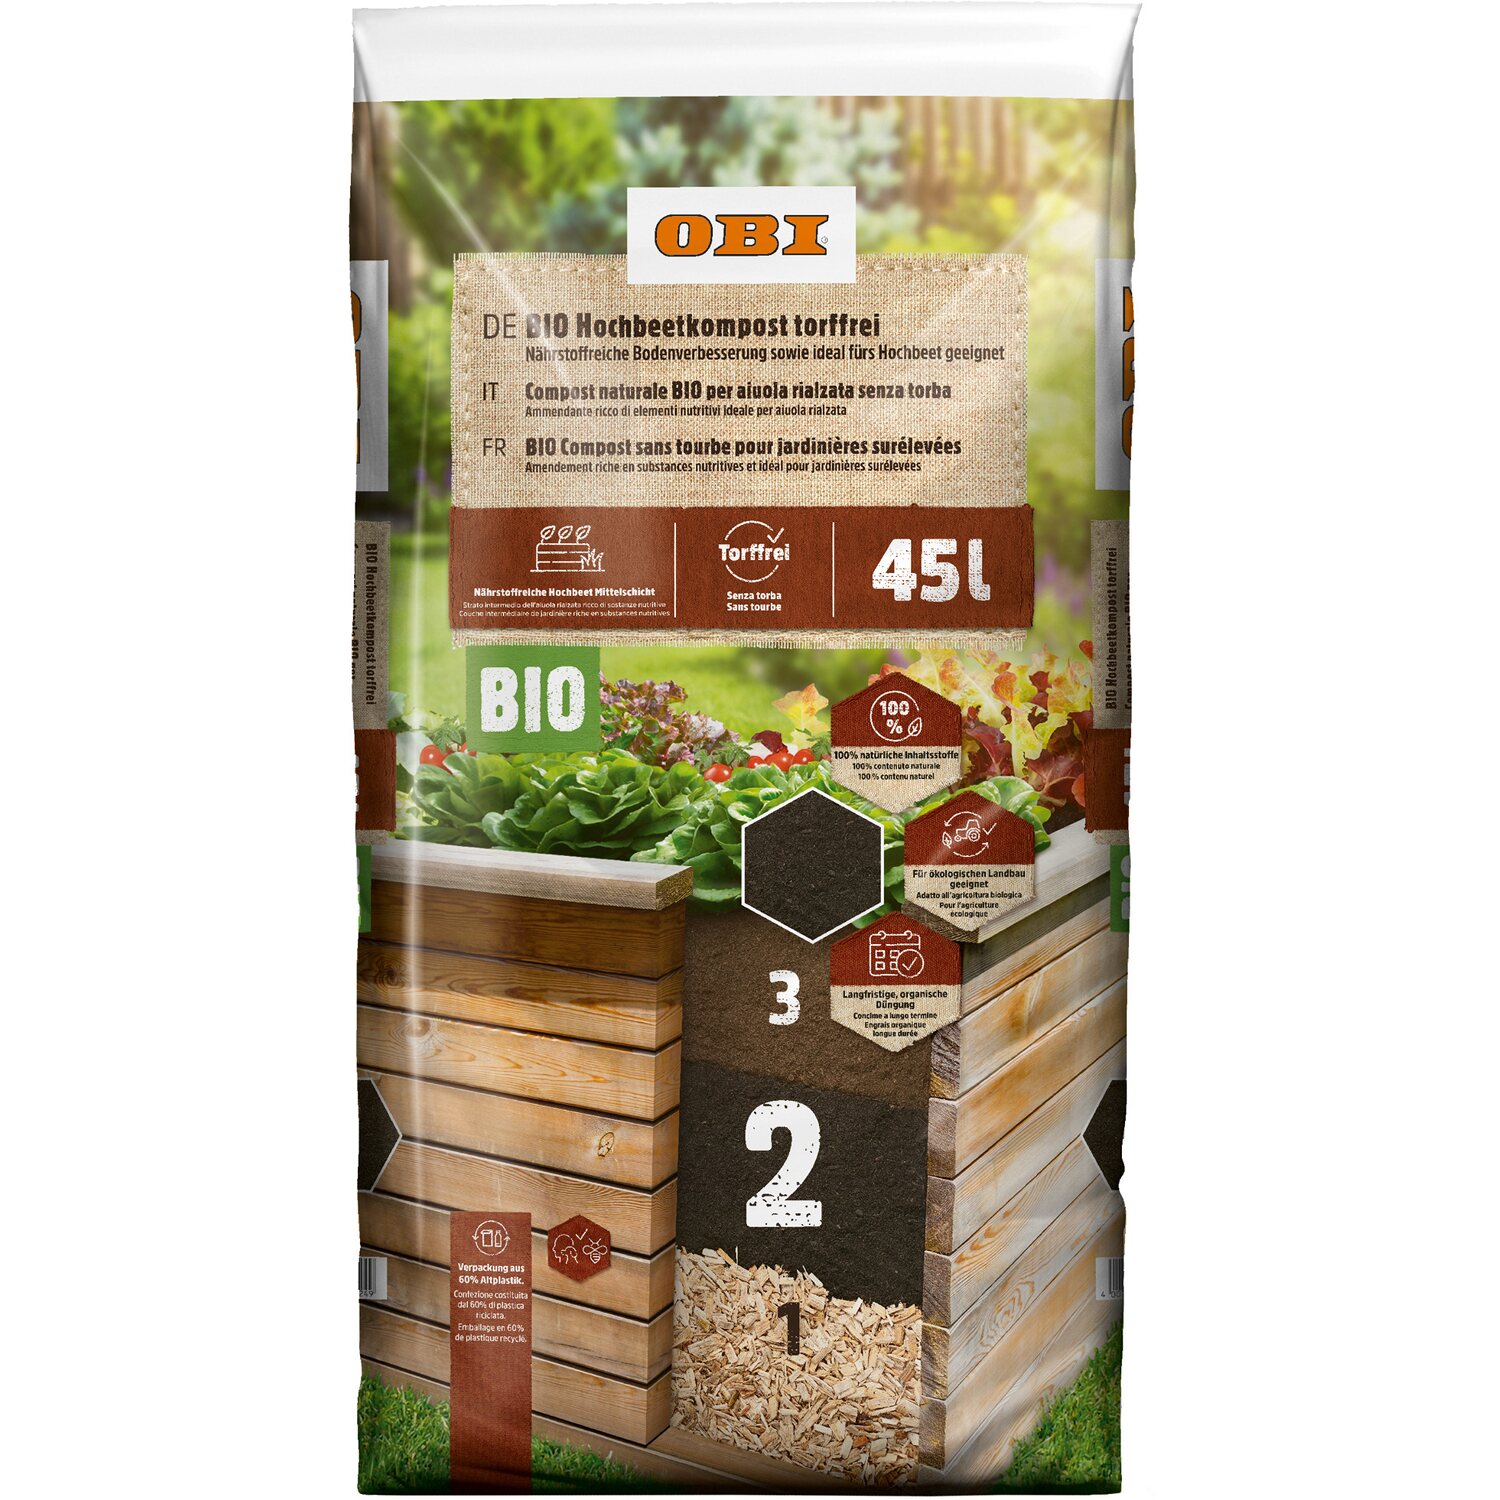 OBI
DE BIO Hochbeetkompost torffrei
Nährstoffreiche Bodenverbesserung sowie ideal fürs Hochbeet geeignet
IT Compost naturale BIO per aiuola rialzata senza torba
Ammendante ricco di elementi nutritivi ideale per aiuola rialzata
FR BIO Compost sans tourbe pour jardinières surélevées
Amendement riche en substances nutritives et idéal pour jardinières surélevées
Nährstoffreiche Hochbeet Mittelschicht
Strato intermedio dell'aiuola rialzata ricco di sostanze nutritive
Couche intermédiaire de jardinière riche en substances nutritives
Torffrei
Senza torba
Sans tourbe
45l
BIO
100
%
100% natürliche Inhaltsstoffe
100% contenuto naturale
100% contenu naturel
Für ökologischen Landbau
geeignet
Adatto all'agricoltura biologica
Pour l'agriculture
écologique
Langfristige, organische
Düngung
Concime a lungo termine
Engrais organique
longue durée
3
2
1
Verpackung aus
60% Altplastik.
Confezione costituita
dal 60% di plastica
riciclata.
Emballage en 60%
de plastique recyclé.
BIO Hochbeetkompost torffrei
BIO Hochbeetkompost torffrei